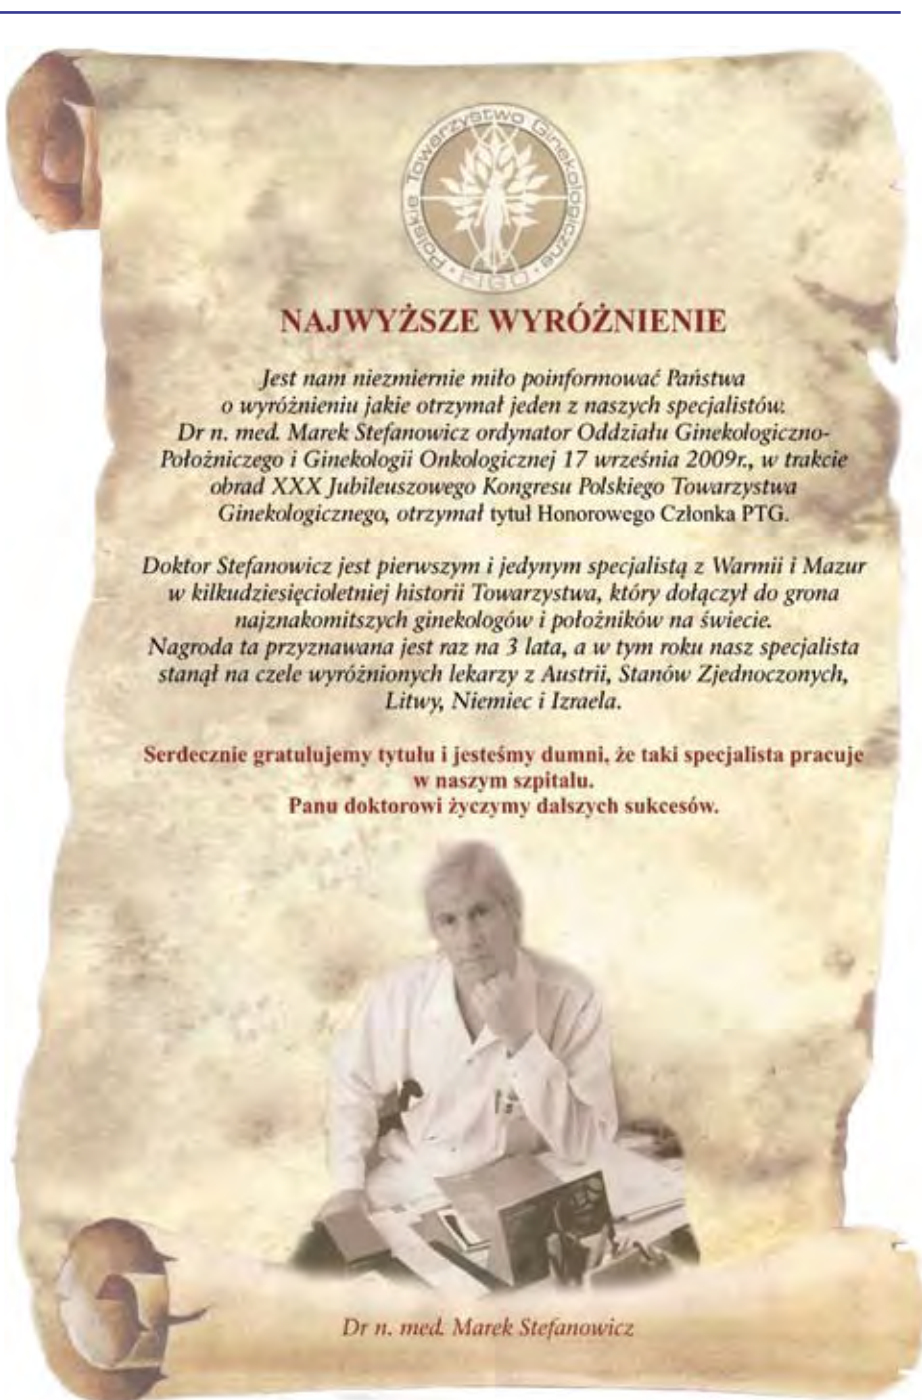 Polskie Towarzystwo Ginekologiczne
NAJWYŻSZE WYRÓŻNIENIE
Jest nam niezmiernie miło poinformować Państwa
o wyróżnieniu jakie otrzymał jeden z naszych specjalistów:
Dr n. med. Marek Stefanowicz ordynator Oddziału Ginekologiczno-
Położniczego i Ginekologii Onkologicznej 17 września 2009r., w trakcie
obrad XXX Jubileuszowego Kongresu Polskiego Towarzystwa
Ginekologicznego, otrzymał tytuł Honorowego Członka PTG.
Doktor Stefanowicz jest pierwszym i jedynym specjalistą z Warmii i Mazur
w kilkudziesięcioletniej historii Towarzystwa, który dołączył do grona
najznakomitszych ginekologów i położników na świecie.
Nagroda ta przyznawana jest raz na 3 lata, a w tym roku nasz specjalista
stanął na czele wyróżnionych lekarzy z Austrii, Stanów Zjednoczonych,
Litwy, Niemiec i Izraela.
Serdecznie gratulujemy tytułu i jesteśmy dumni, że taki specjalista pracuje
w naszym szpitalu.
Panu doktorowi życzymy dalszych sukcesów.
Dr n. med. Marek Stefanowicz